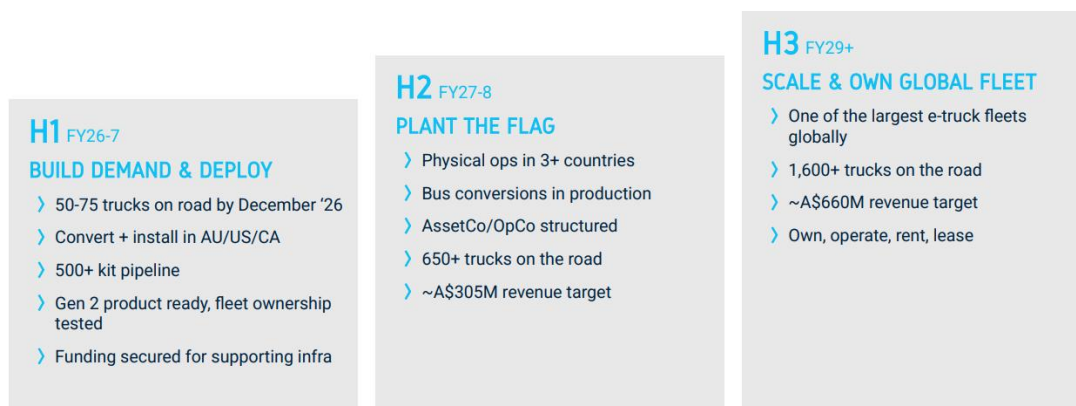 H1 FY26-7
BUILD DEMAND & DEPLOY
〉 50-75 trucks on road by December ‘26
〉 Convert + install in AU/US/CA
〉 500+ kit pipeline
〉 Gen 2 product ready, fleet ownership
tested
〉 Funding secured for supporting infra
H2 FY27-8
PLANT THE FLAG
〉 Physical ops in 3+ countries
〉 Bus conversions in production
〉 AssetCo/OpCo structured
〉 650+ trucks on the road
〉 ~A$305M revenue target
H3 FY29+
SCALE & OWN GLOBAL FLEET
〉 One of the largest e-truck fleets
globally
〉 1,600+ trucks on the road
〉 ~A$660M revenue target
〉 Own, operate, rent, lease